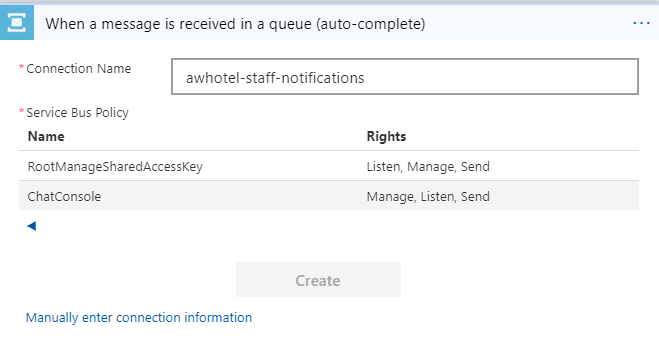 When a message is received in a queue (auto-complete)
* Connection Name
awhotel-staff-notifications
* Service Bus Policy
Name Rights
RootManageSharedAccessKey Listen, Manage, Send
ChatConsole Manage, Listen, Send
Create
Manually enter connection information